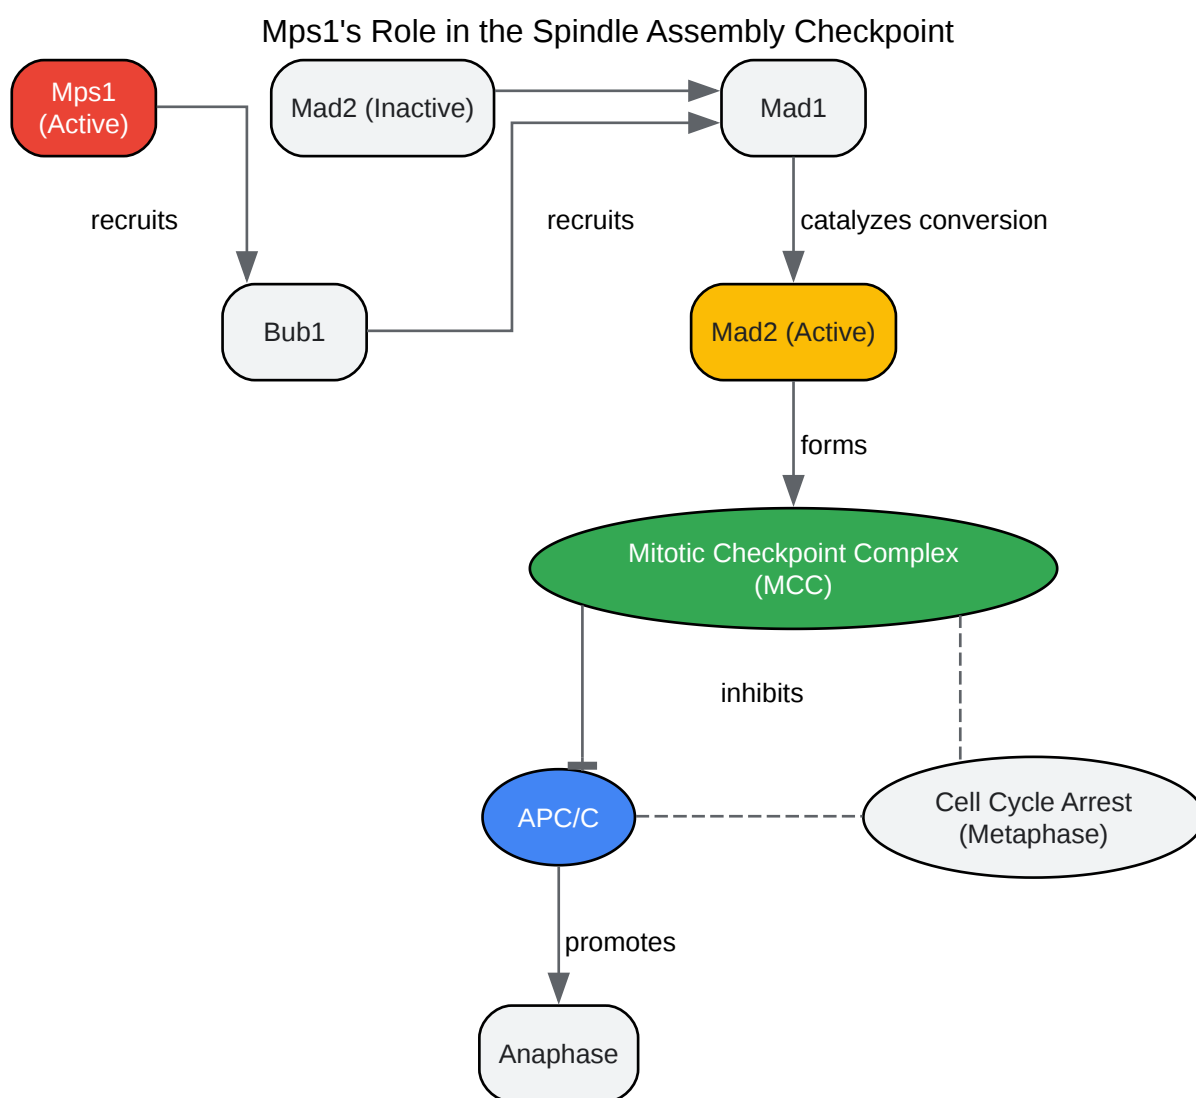 Mps1's Role in the Spindle Assembly Checkpoint
Mps1
(Active)
Mad2 (Inactive)
Mad1
recruits
recruits
catalyzes conversion
Bub1
Mad2 (Active)
forms
Mitotic Checkpoint Complex
(MCC)
inhibits
APC/C
Cell Cycle Arrest
(Metaphase)
promotes
Anaphase